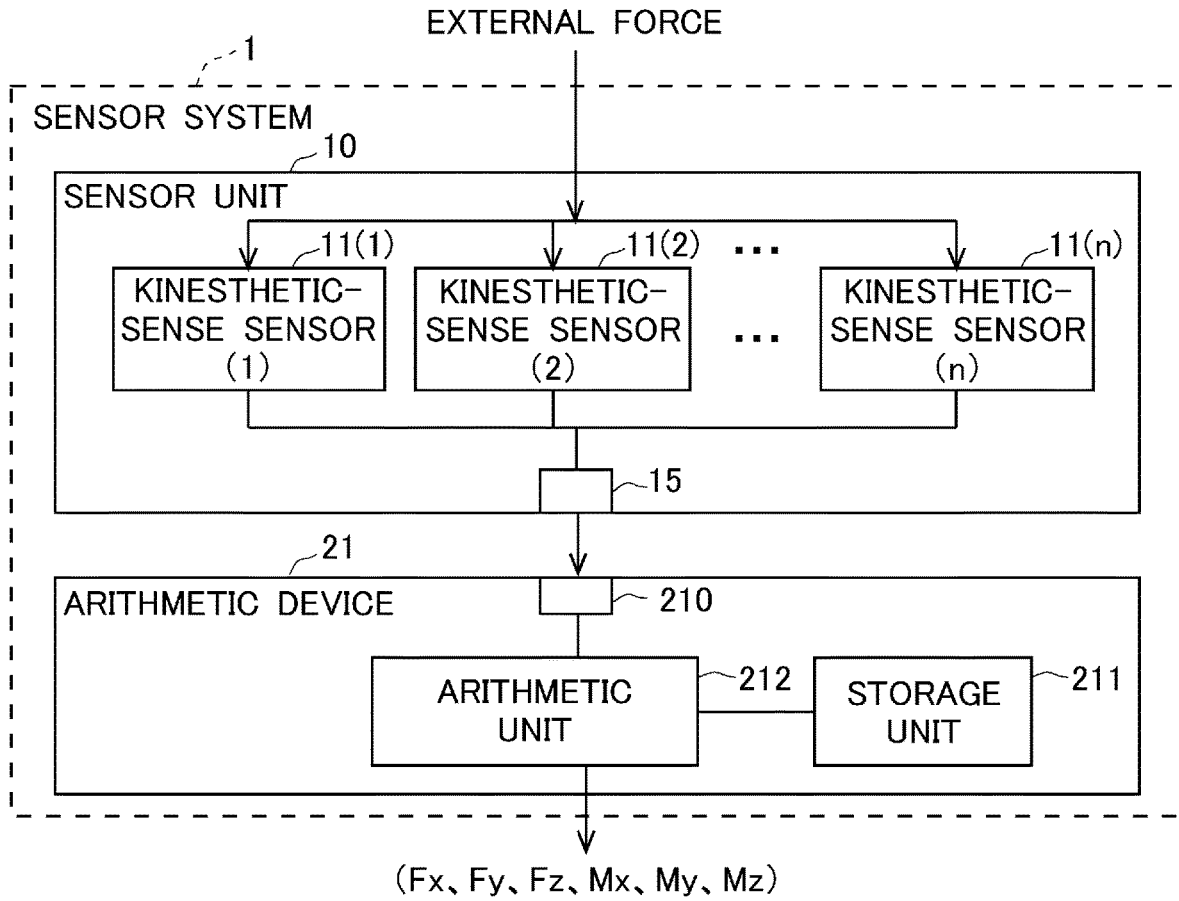 EXTERNAL FORCE
1
SENSOR SYSTEM
10
SENSOR UNIT
11(1)
11(2)
...
11(n)
KINESTHETIC-
SENSE SENSOR
(1)
KINESTHETIC-
SENSE SENSOR
(2)
...
KINESTHETIC-
SENSE SENSOR
(n)
15
21
ARITHMETIC DEVICE
210
ARITHMETIC
UNIT
212
STORAGE
UNIT
211
(Fx、Fy、Fz、Mx、My、Mz)